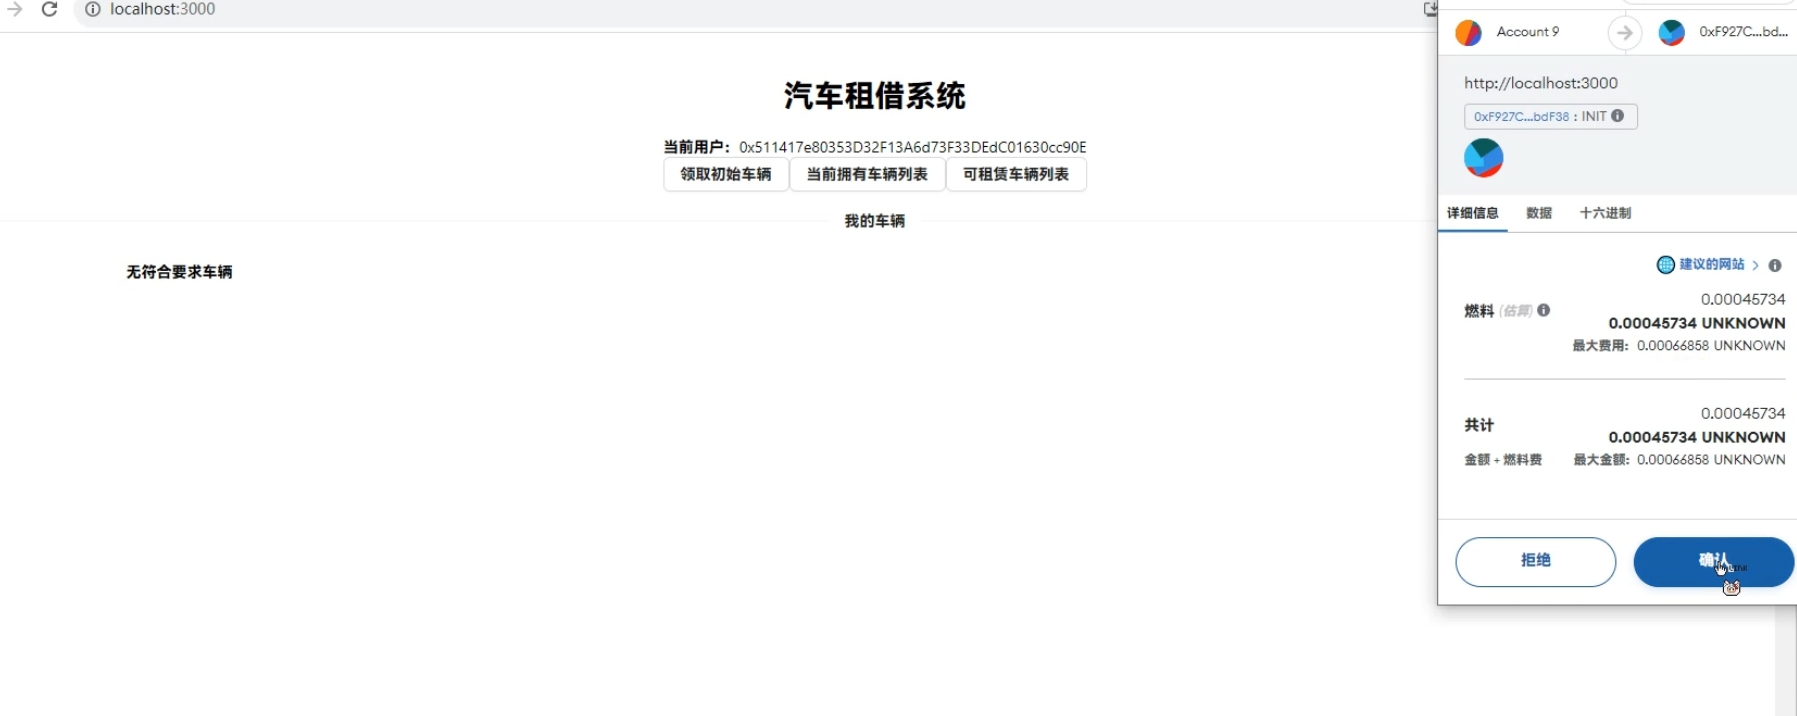 localhost:3000
汽车租借系统
当前用户：0x511417e80353D32F13A6d73F33DEdC01630cc90E
领取初始车辆 当前拥有车辆列表 可租赁车辆列表
我的车辆
无符合要求车辆
Account 9 0xF927C...bd...
http://localhost:3000
0xF927C...bdF38 : INIT
详细信息 数据 十六进制
建议的网站 >
0.00045734
燃料 (估算) 0.00045734 UNKNOWN
最大费用: 0.00066858 UNKNOWN
0.00045734
共计 0.00045734 UNKNOWN
金额 + 燃料费 最大金额: 0.00066858 UNKNOWN
拒绝 确认